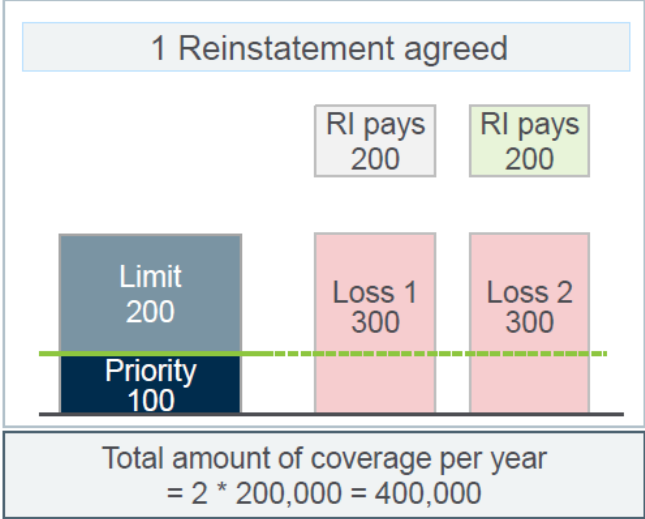 1 Reinstatement agreed
RI pays
200
RI pays
200
Limit
200
Loss 1
300
Loss 2
300
Priority
100
Total amount of coverage per year
= 2 * 200,000 = 400,000